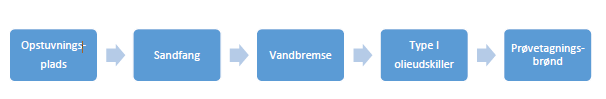 Opstuvnings-
plads
Sandfang
Vandbremse
Type I
olieudskiller
Prøvetagnings-
brønd